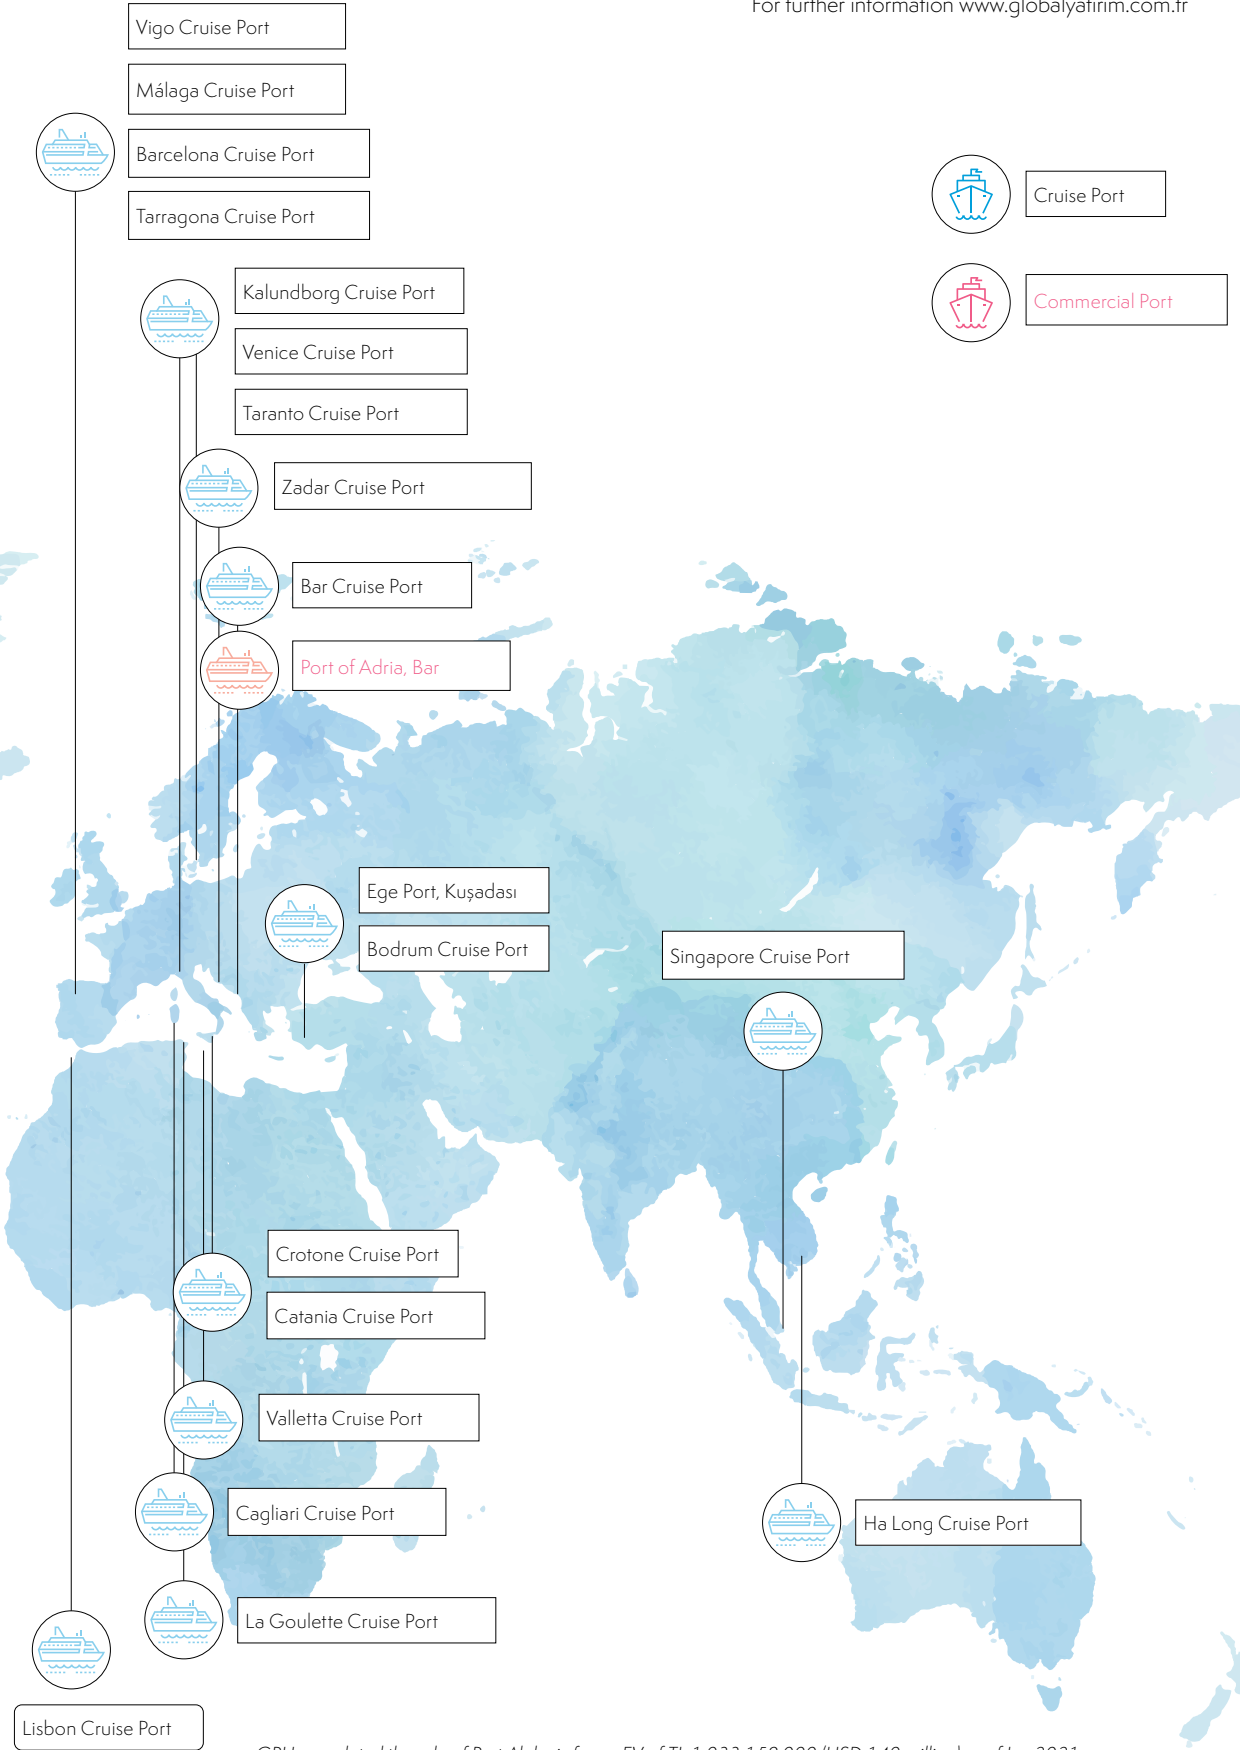 For further information www.globalyatirim.com.tr
Vigo Cruise Port
Málaga Cruise Port
Barcelona Cruise Port
Tarragona Cruise Port
Cruise Port
Commercial Port
Kalundborg Cruise Port
Venice Cruise Port
Taranto Cruise Port
Zadar Cruise Port
Bar Cruise Port
Port of Adria, Bar
Ege Port, Kuşadası
Bodrum Cruise Port
Singapore Cruise Port
Crotone Cruise Port
Catania Cruise Port
Valletta Cruise Port
Cagliari Cruise Port
Ha Long Cruise Port
La Goulette Cruise Port
Lisbon Cruise Port